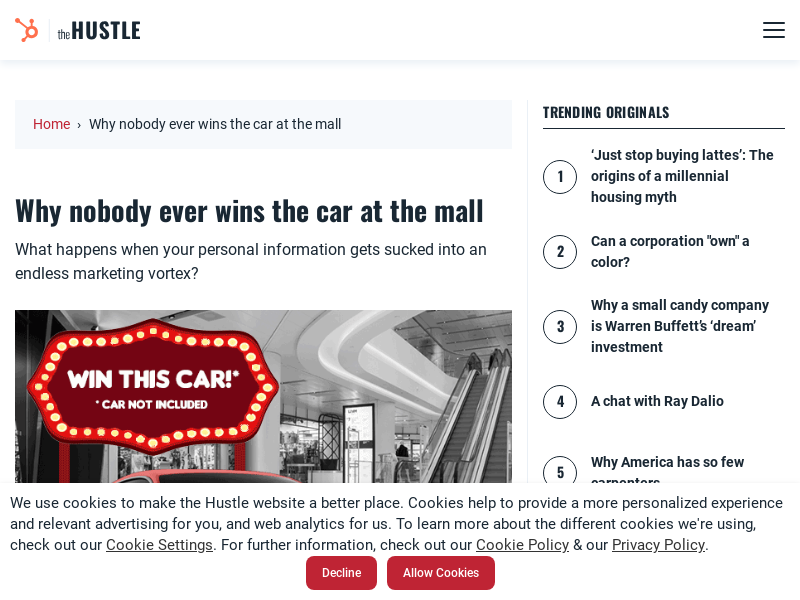 theHUSTLE
Home › Why nobody ever wins the car at the mall
Why nobody ever wins the car at the mall
What happens when your personal information gets sucked into an
endless marketing vortex?
WIN THIS CAR!*
* CAR NOT INCLUDED
TRENDING ORIGINALS
1
‘Just stop buying lattes’: The
origins of a millennial
housing myth
2
Can a corporation "own" a
color?
3
Why a small candy company
is Warren Buffett’s ‘dream’
investment
4
A chat with Ray Dalio
5
Why America has so few
carpenters
We use cookies to make the Hustle website a better place. Cookies help to provide a more personalized experience
and relevant advertising for you, and web analytics for us. To learn more about the different cookies we're using,
check out our Cookie Settings. For further information, check out our Cookie Policy & our Privacy Policy.
Decline
Allow Cookies